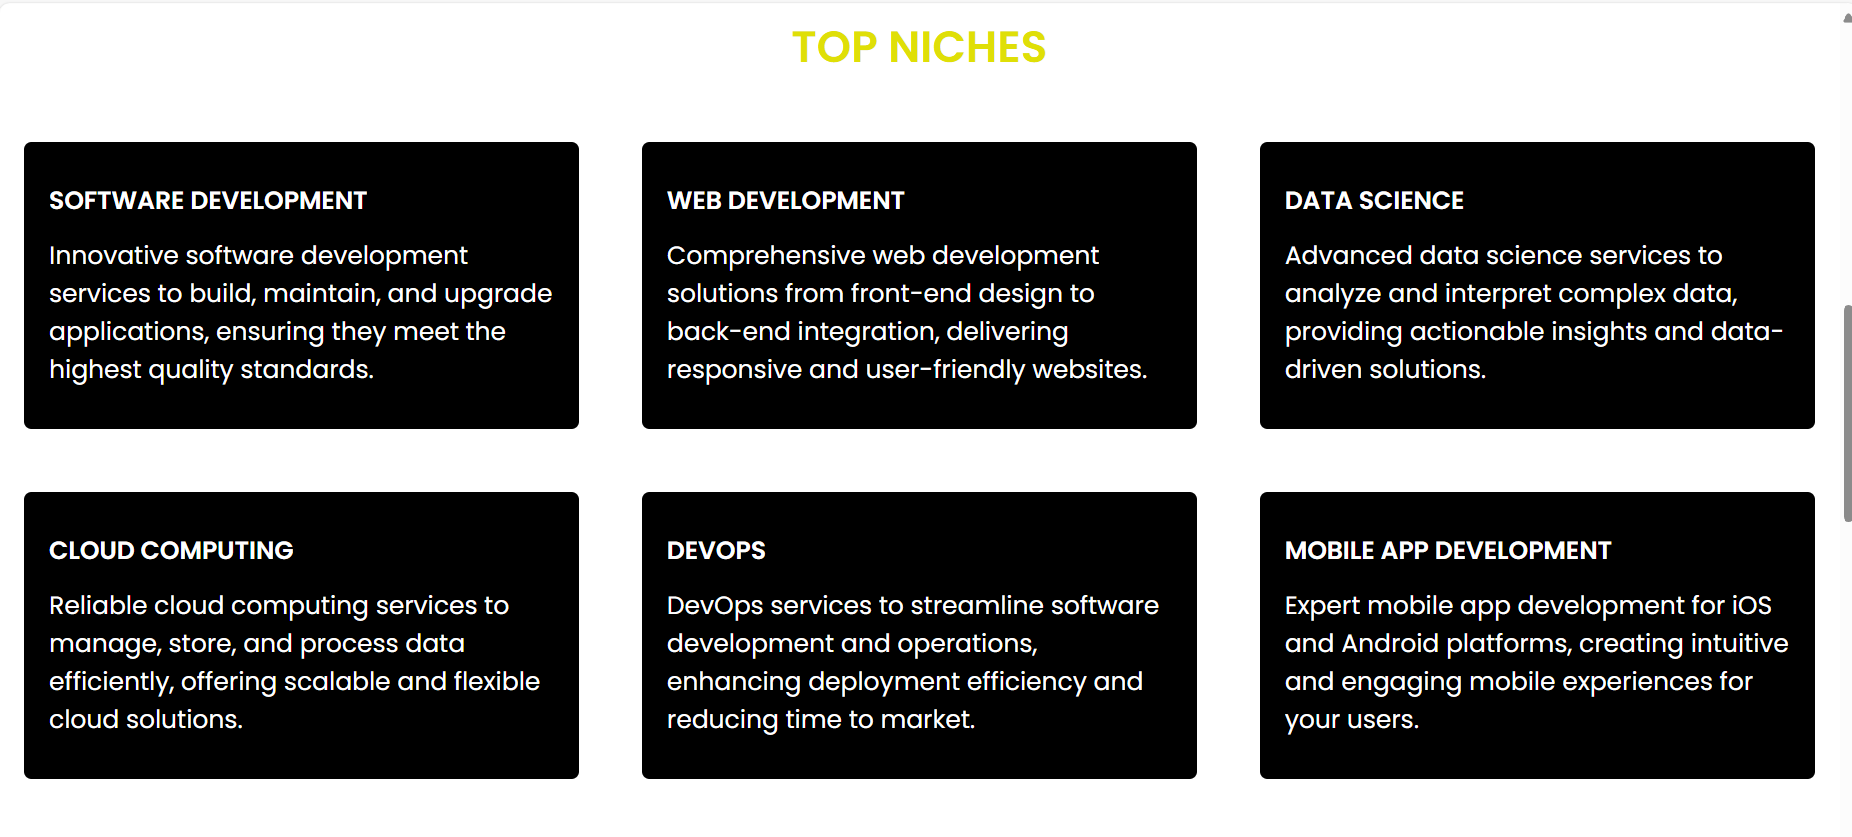 TOP NICHES
SOFTWARE DEVELOPMENT
Innovative software development
services to build, maintain, and upgrade
applications, ensuring they meet the
highest quality standards.
WEB DEVELOPMENT
Comprehensive web development
solutions from front-end design to
back-end integration, delivering
responsive and user-friendly websites.
DATA SCIENCE
Advanced data science services to
analyze and interpret complex data,
providing actionable insights and data-
driven solutions.
CLOUD COMPUTING
Reliable cloud computing services to
manage, store, and process data
efficiently, offering scalable and flexible
cloud solutions.
DEVOPS
DevOps services to streamline software
development and operations,
enhancing deployment efficiency and
reducing time to market.
MOBILE APP DEVELOPMENT
Expert mobile app development for iOS
and Android platforms, creating intuitive
and engaging mobile experiences for
your users.